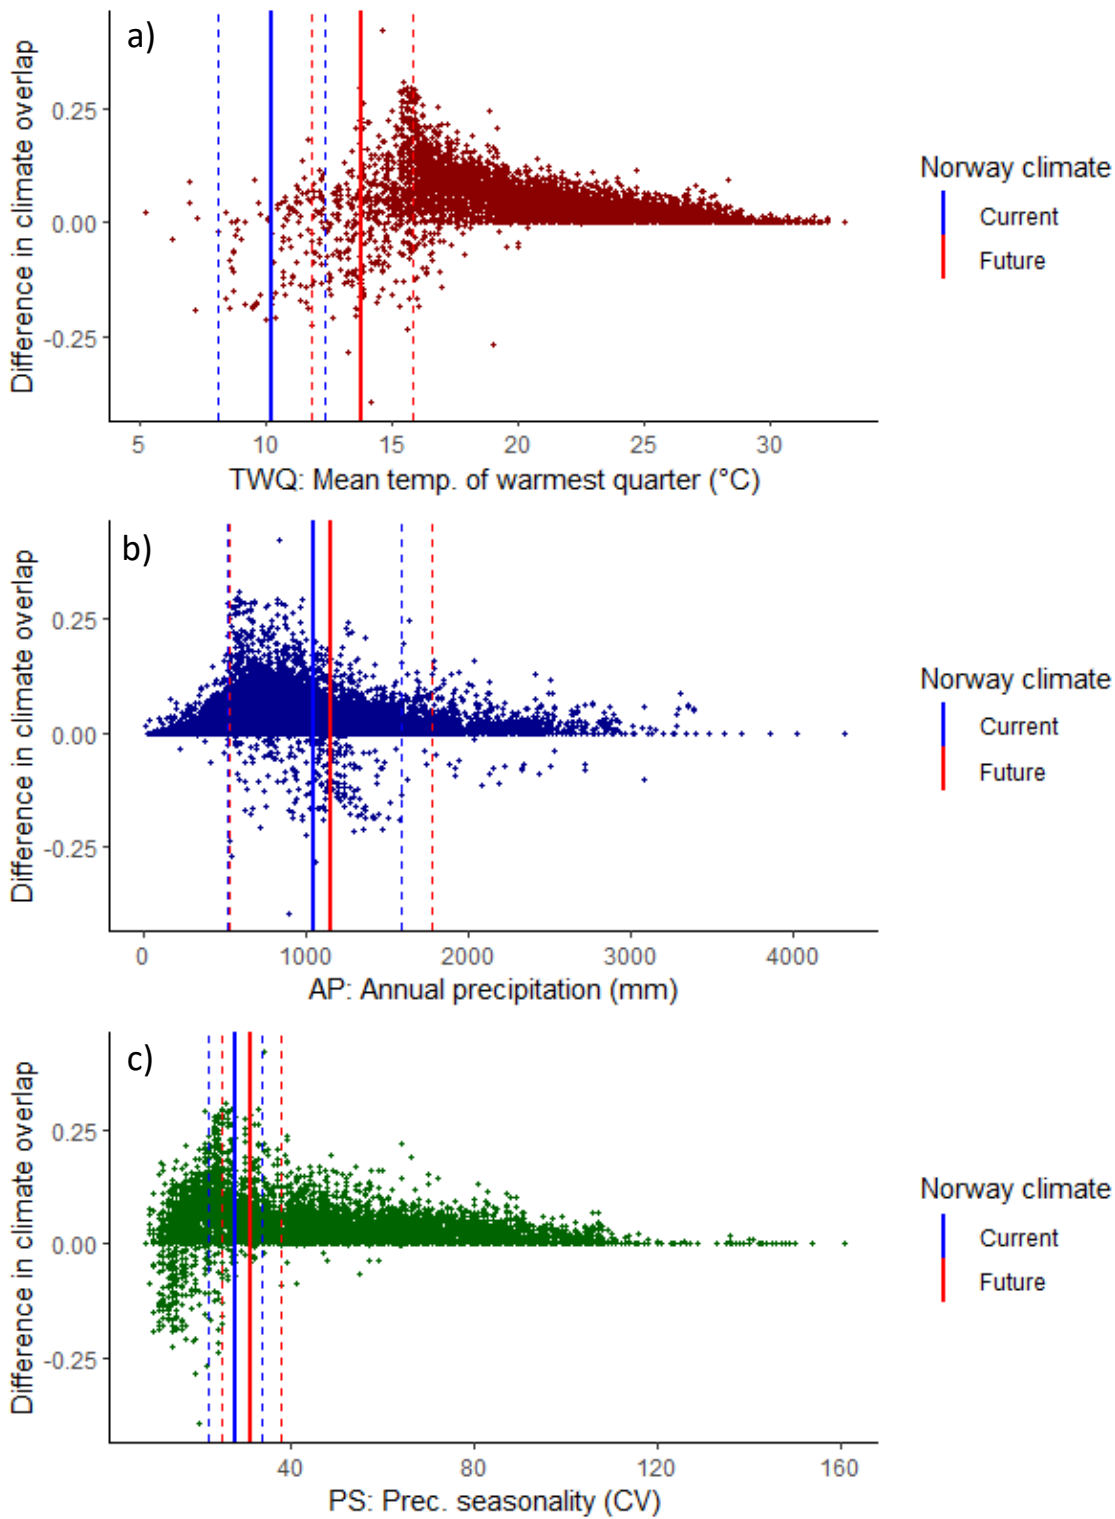 a)
Difference in climate overlap
0.25
0.00
-0.25
5 10 15 20 25 30
TWQ: Mean temp. of warmest quarter (°C)
Norway climate
Current
Future
b)
Difference in climate overlap
0.25
0.00
-0.25
0 1000 2000 3000 4000
AP: Annual precipitation (mm)
Norway climate
Current
Future
c)
Difference in climate overlap
0.25
0.00
-0.25
40 80 120 160
PS: Prec. seasonality (CV)
Norway climate
Current
Future